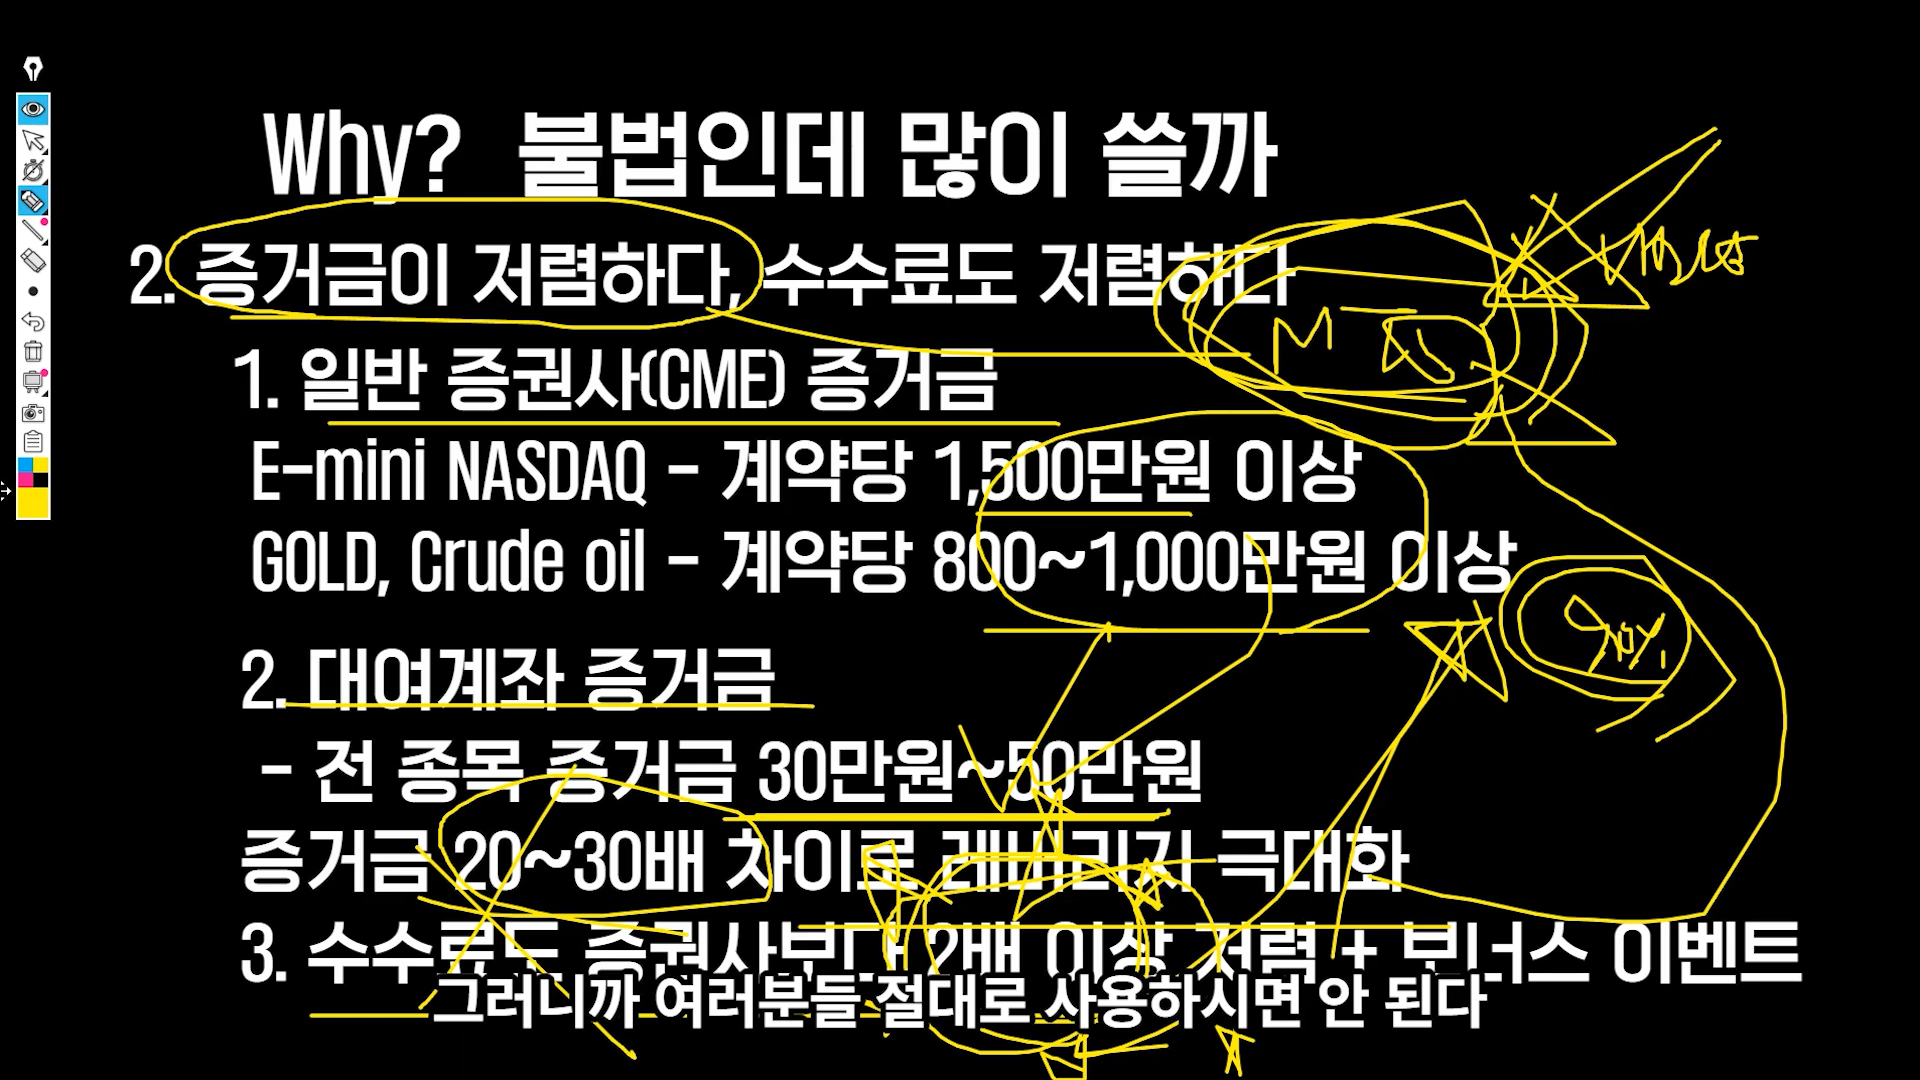 Why? 불법인데 많이 쓸까
2. 증거금이 저렴하다, 수수료도 저렴하다
1. 일반 증권사(CME) 증거금
E-mini NASDAQ - 계약당 1,500만원 이상
GOLD, Crude oil - 계약당 800~1,000만원 이상
2. 대여계좌 증거금
- 전 종목 증거금 30만원~50만원
증거금 20~30배 차이로 레버리지 극대화
3. 수수료도 증권사보다 2배 이상 저렴 + 보너스 이벤트
그러니까 여러분들 절대로 사용하시면 안 된다